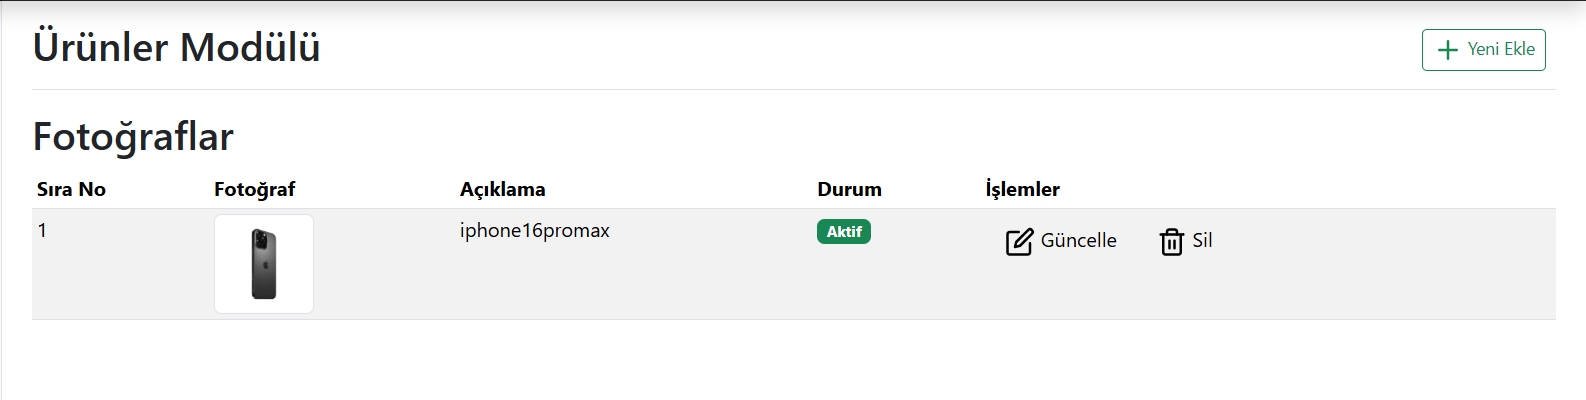 Ürünler Modülü
Yeni Ekle
Fotoğraflar
Sıra No Fotoğraf Açıklama Durum İşlemler
1 iphone16promax Aktif Güncelle Sil